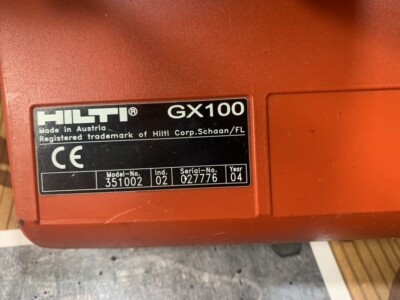 HILTI® GX100
Made in Austria
Registered trademark of Hilti Corp.Schaan/FL
CE
Model-No. Ind. Serial-No. Year
351002 02 027776 04